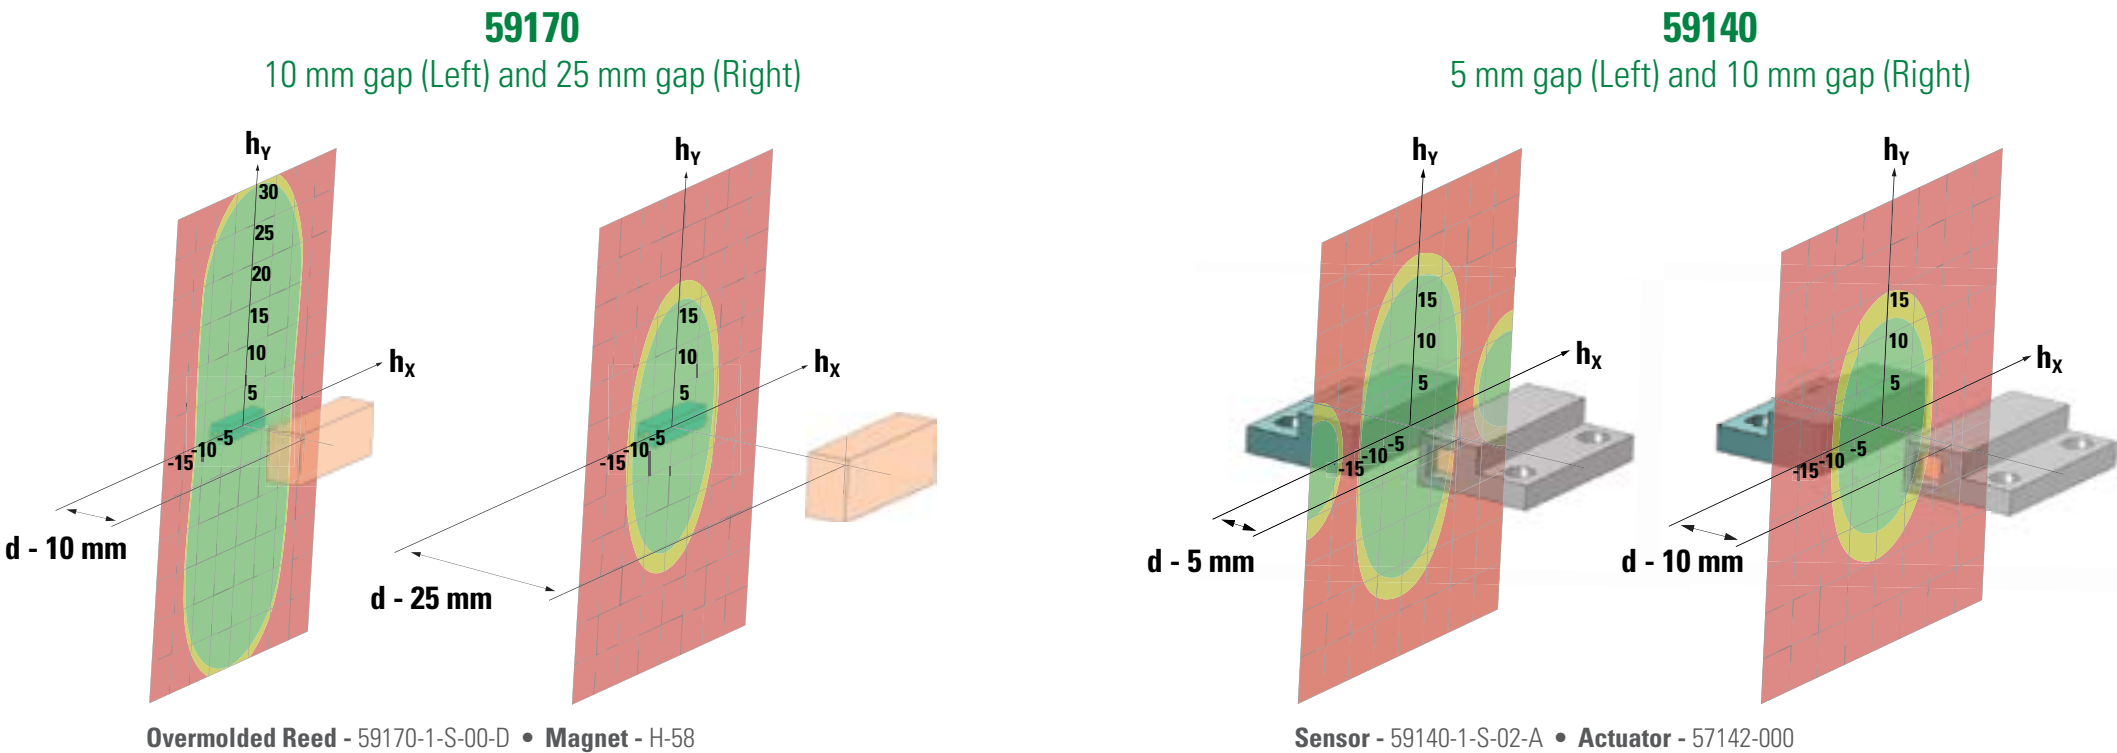 59170
10 mm gap (Left) and 25 mm gap (Right)
hY
30
25
20
15
10
5
hX
-5
-10
-15
d - 10 mm
hY
15
10
5
hX
-5
-10
-15
d - 25 mm
Overmolded Reed - 59170-1-S-00-D • Magnet - H-58
59140
5 mm gap (Left) and 10 mm gap (Right)
hY
15
10
5
hX
-5
-10
-15
d - 5 mm
hY
15
10
5
hX
-5
-10
-15
d - 10 mm
Sensor - 59140-1-S-02-A • Actuator - 57142-000